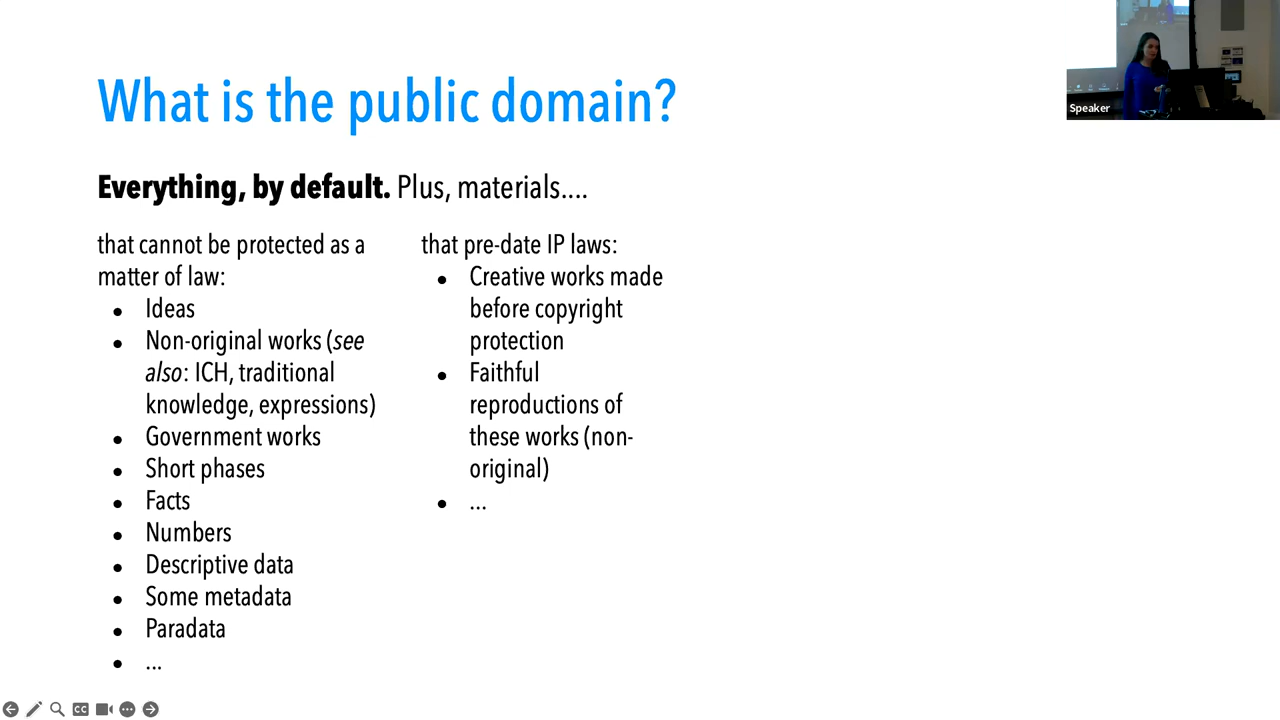 What is the public domain?
Everything, by default. Plus, materials....
that cannot be protected as a
matter of law:
● Ideas
● Non-original works (see
also: ICH, traditional
knowledge, expressions)
● Government works
● Short phases
● Facts
● Numbers
● Descriptive data
● Some metadata
● Paradata
● ...
that pre-date IP laws:
● Creative works made
before copyright
protection
● Faithful
reproductions of
these works (non-
original)
● ...
Speaker
CC